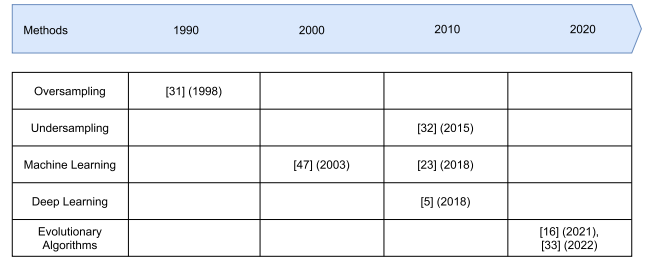 Methods 1990 2000 2010 2020
Oversampling [31] (1998)
Undersampling [32] (2015)
Machine Learning [47] (2003) [23] (2018)
Deep Learning [5] (2018)
Evolutionary
Algorithms
[16] (2021),
[33] (2022)